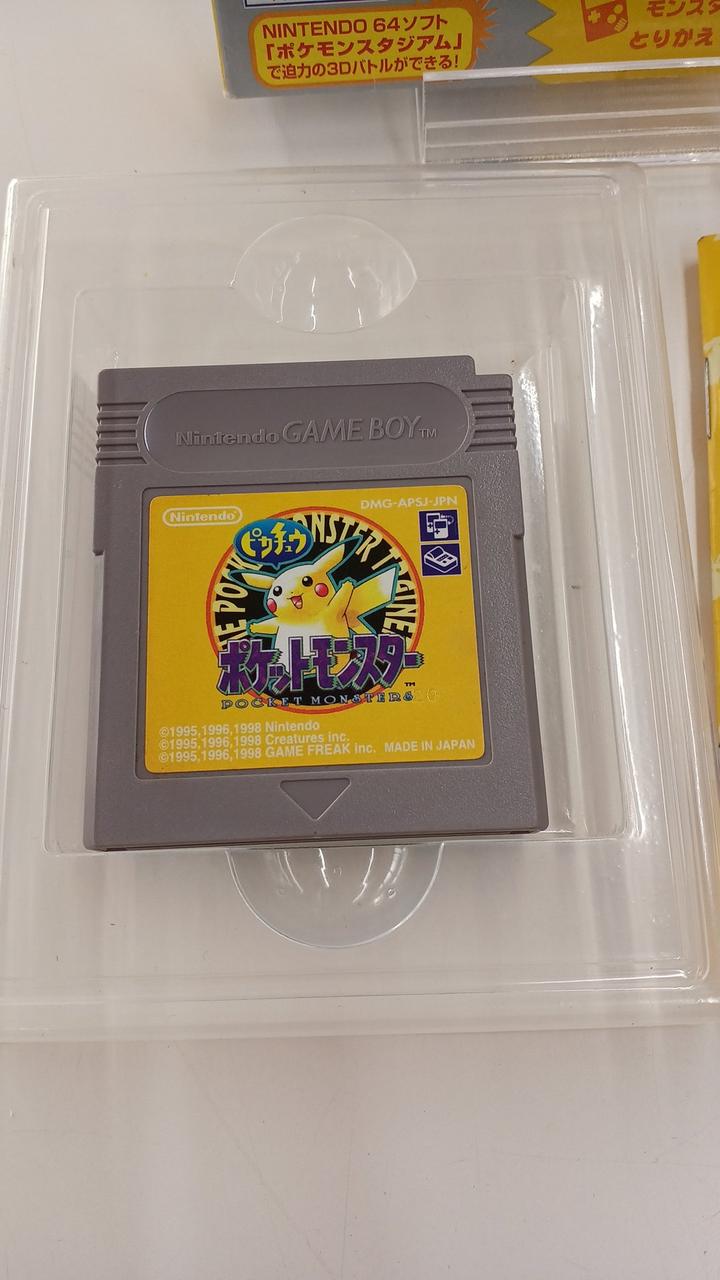 NINTENDO 64ソフト
「ポケモンスタジアム」
で迫力の3Dバトルができる!
モンスタ
とりかえ
Nintendo GAME BOY TM
Nintendo
DMG-APSJ-JPN
ピカチュウ
ポケットモンスター
TM
POCKET MONSTERS
©1995,1996,1998 Nintendo
©1995,1996,1998 Creatures inc.
©1995,1996,1998 GAME FREAK inc. MADE IN JAPAN